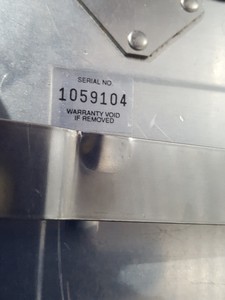 SERIAL NO.
1059104
WARRANTY VOID
IF REMOVED